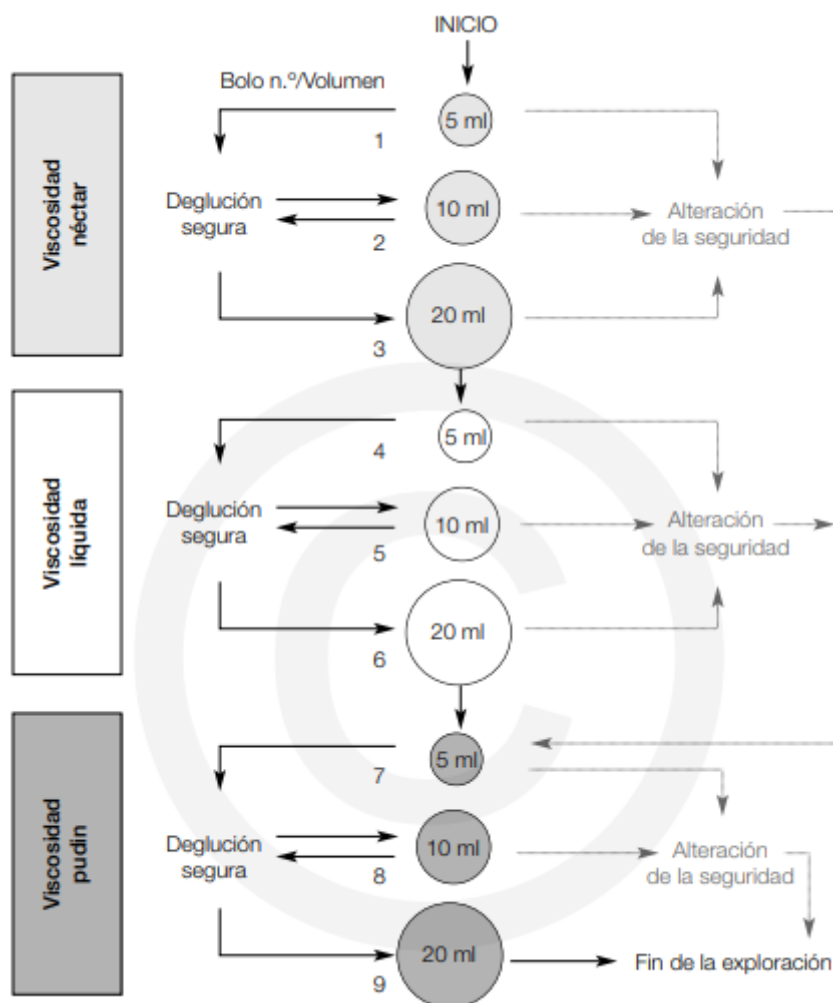 INICIO
Bolo n.º/Volumen
Viscosidad
néctar
5 ml
1
Deglución
segura
10 ml
2
Alteración
de la seguridad
20 ml
3
Viscosidad
líquida
5 ml
4
Deglución
segura
10 ml
5
Alteración
de la seguridad
20 ml
6
Viscosidad
pudin
5 ml
7
Deglución
segura
10 ml
8
Alteración
de la seguridad
20 ml
9
Fin de la exploración
©